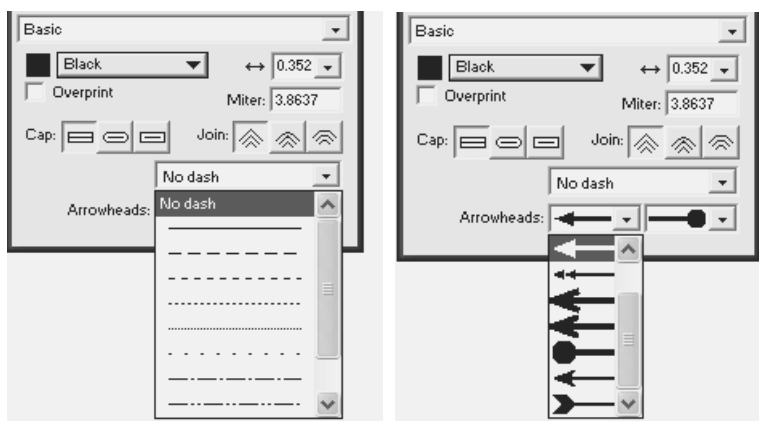 Basic
Black
0.352
Overprint
Miter: 3.8637
Cap:
Join:
No dash
Arrowheads:
No dash
Basic
Black
0.352
Overprint
Miter: 3.8637
Cap:
Join:
No dash
Arrowheads: